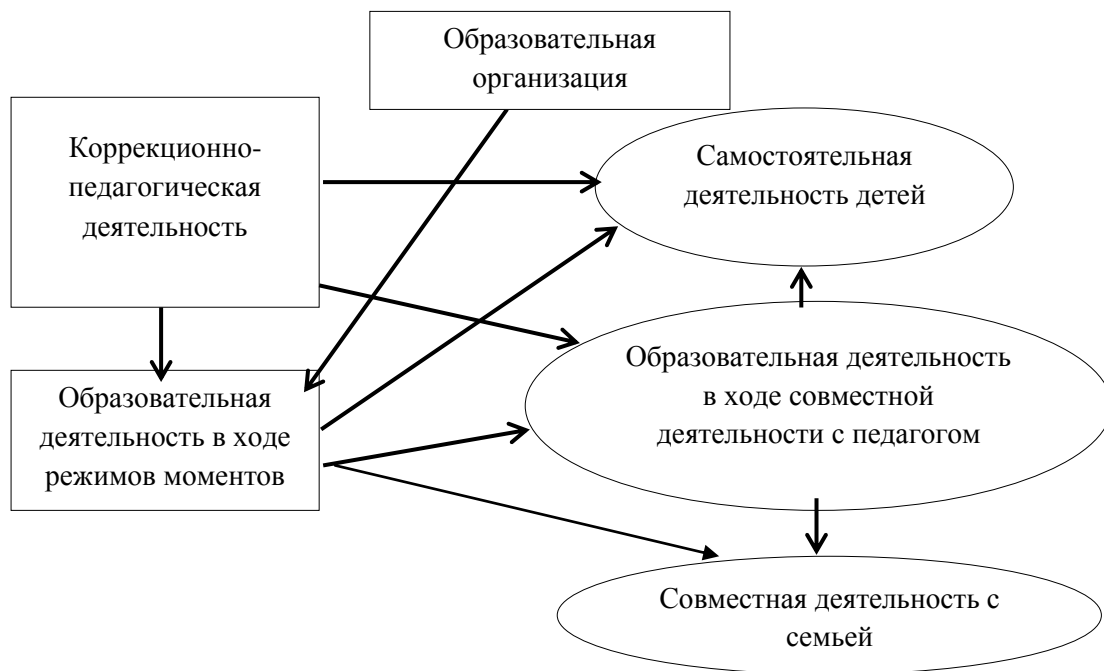 Образовательная
организация
Коррекционно-
педагогическая
деятельность
Самостоятельная
деятельность детей
Образовательная
деятельность в ходе
режимов моментов
Образовательная деятельность
в ходе совместной
деятельности с педагогом
Совместная деятельность с
семьей